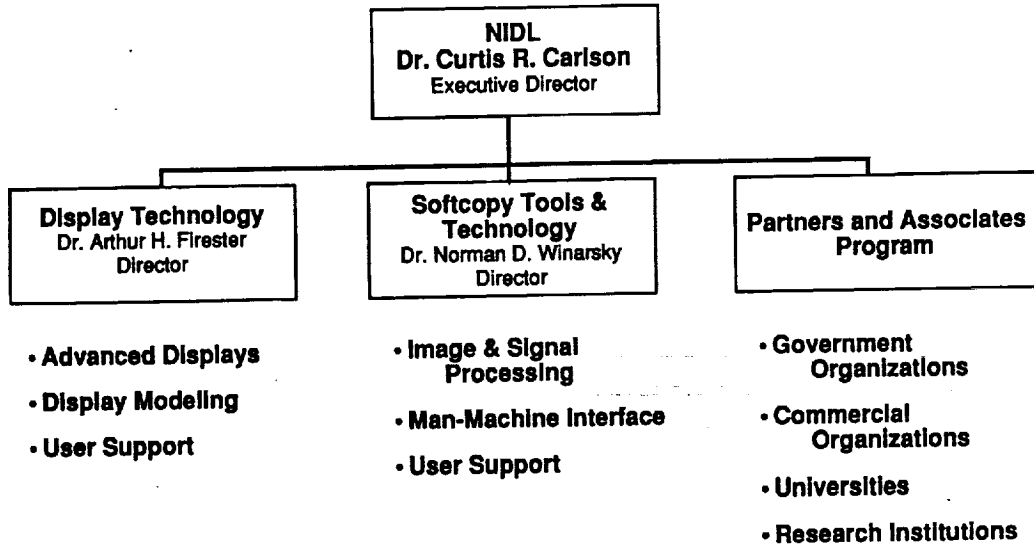 NIDL
Dr. Curtis R. Carlson
Executive Director
Display Technology
Dr. Arthur H. Firester
Director
Softcopy Tools &
Technology
Dr. Norman D. Winarsky
Director
Partners and Associates
Program
• Advanced Displays
• Display Modeling
• User Support
• Image & Signal
Processing
• Man-Machine Interface
• User Support
• Government
Organizations
• Commercial
Organizations
• Universities
• Research Institutions